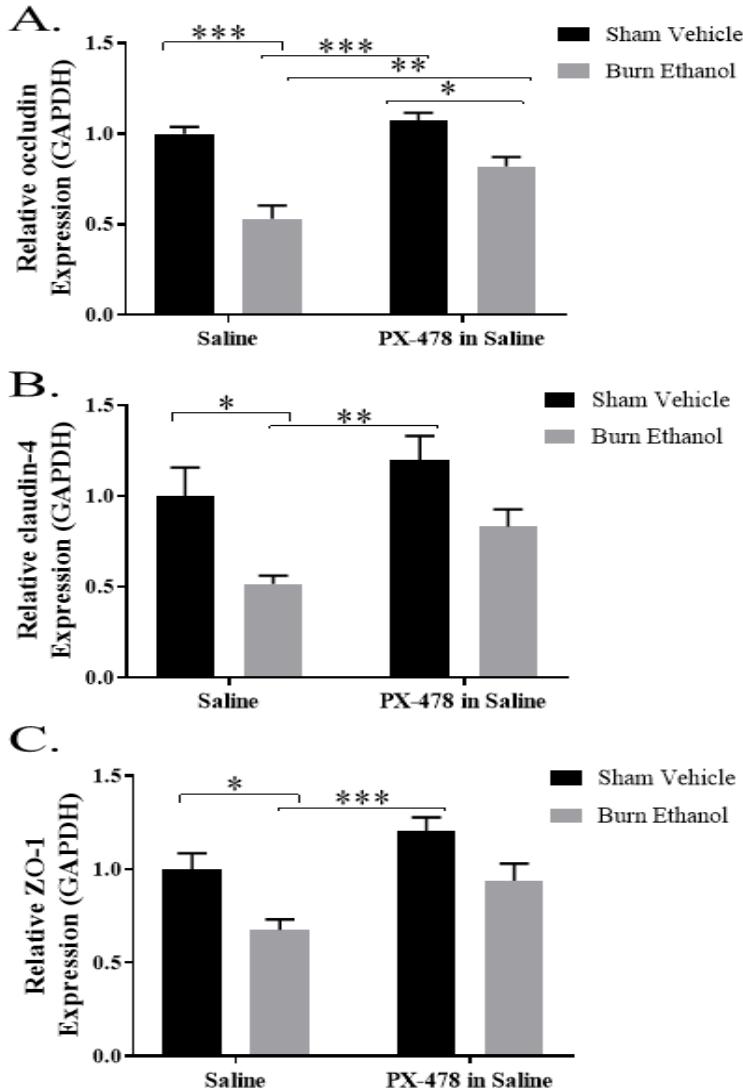 A.
***
***
**
*
Sham Vehicle
Burn Ethanol
Relative occludin
Expression (GAPDH)
1.5
1.0
0.5
0.0
Saline
PX-478 in Saline
B.
*
**
Sham Vehicle
Burn Ethanol
Relative claudin-4
Expression (GAPDH)
1.5
1.0
0.5
0.0
Saline
PX-478 in Saline
C.
*
***
Sham Vehicle
Burn Ethanol
Relative ZO-1
Expression (GAPDH)
1.5
1.0
0.5
0.0
Saline
PX-478 in Saline